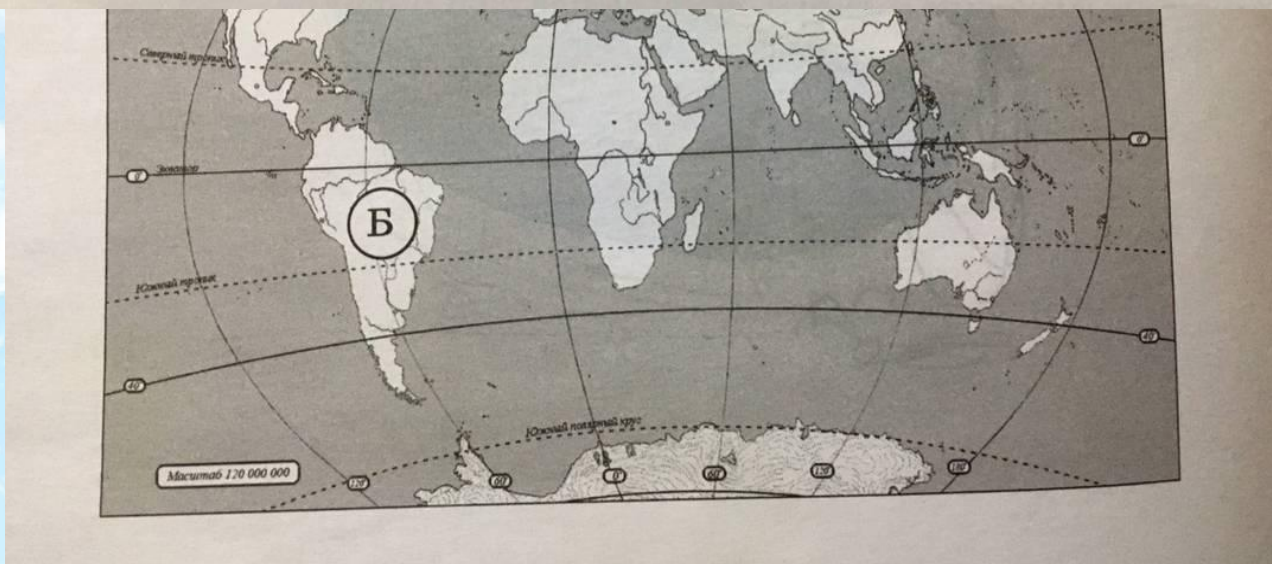 Северный тропик
0°
Экватор
0°
Б
Южный тропик
40°
40°
Южный полярный круг
Масштаб 120 000 000
120°
60°
0°
60°
120°
180°